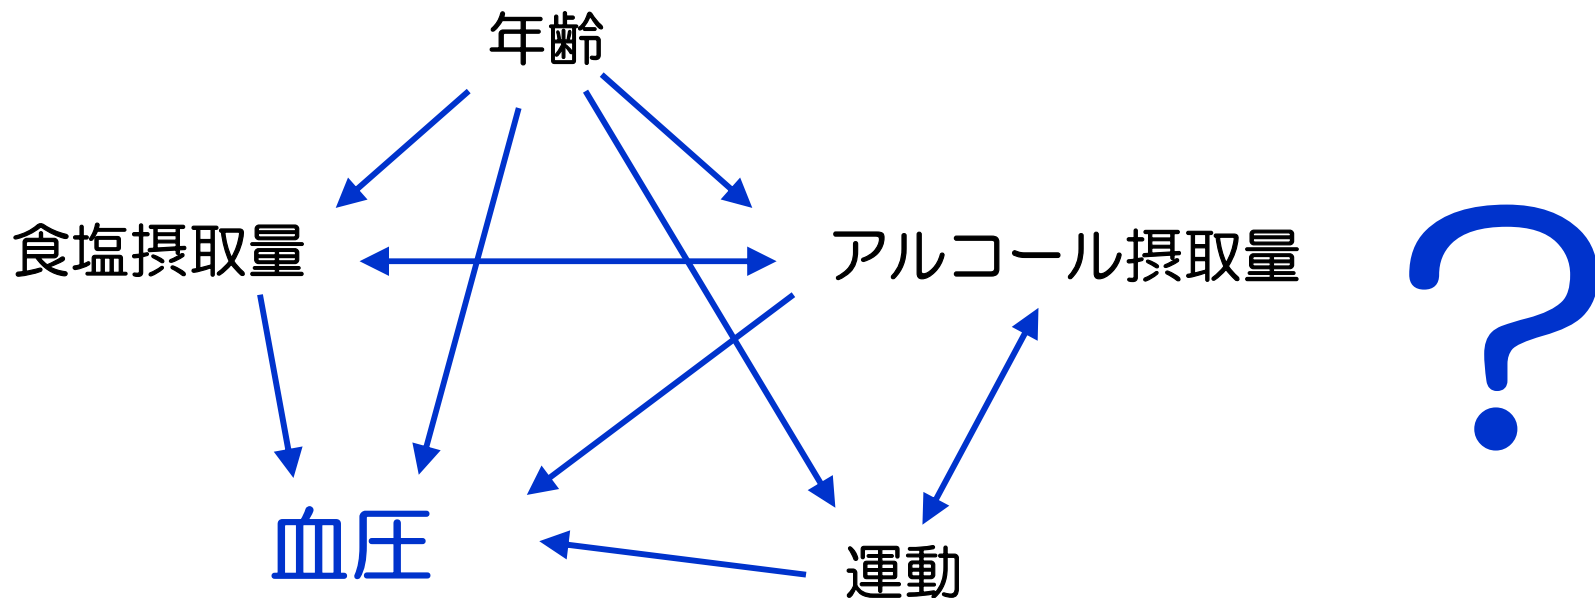 年齢
食塩摂取量
アルコール摂取量
?
血圧
運動